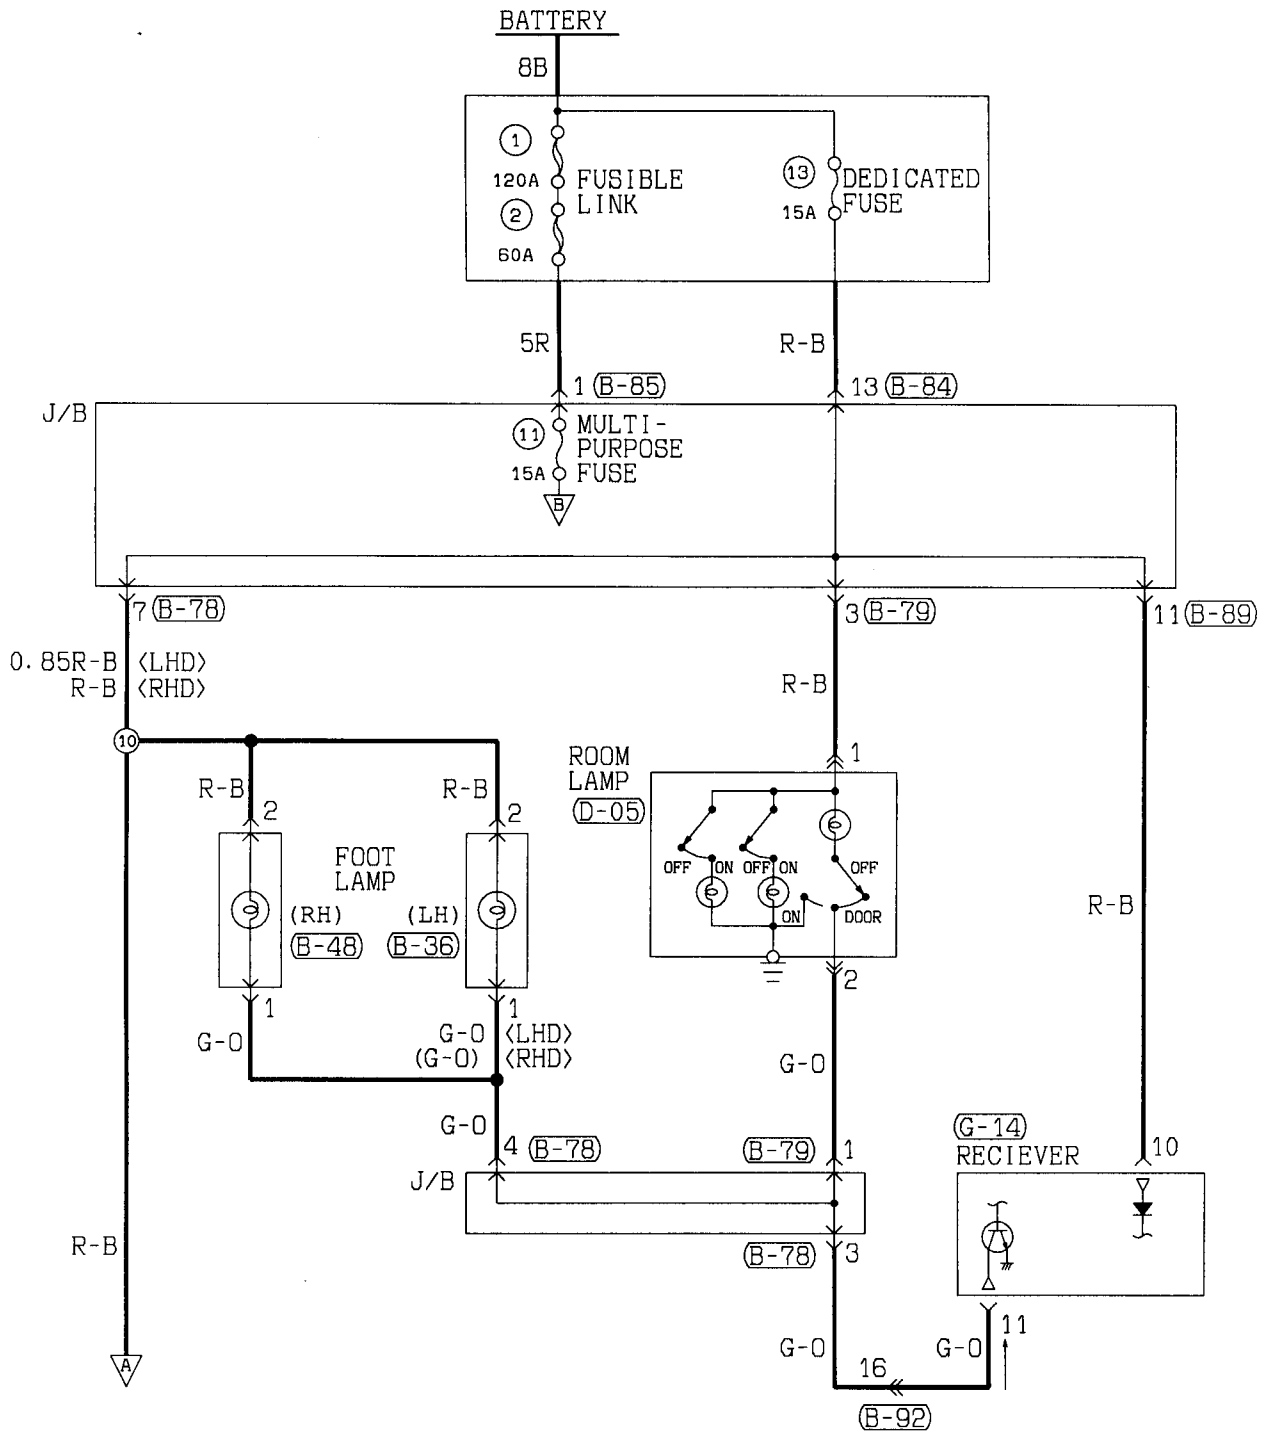 BATTERY
8B
1
120A
FUSIBLE
LINK
2
60A
13
15A
DEDICATED
FUSE
5R
R-B
1 (B-85)
13 (B-84)
J/B
11
15A
MULTI-
PURPOSE
FUSE
B
7 (B-78)
3 (B-79)
11 (B-89)
0.85R-B <LHD>
R-B <RHD>
R-B
10
R-B
R-B
2
2
FOOT
LAMP
(RH)
(B-48)
(LH)
(B-36)
ROOM
LAMP
(D-05)
1
OFF
ON
OFF
ON
OFF
ON
DOOR
2
R-B
1
1
G-O
G-O <LHD>
(G-O) <RHD>
G-O
G-O
4 (B-78)
(B-79) 1
J/B
(B-78) 3
(G-14)
RECIEVER
10
R-B
11
G-O
G-O
16
(B-92)
A